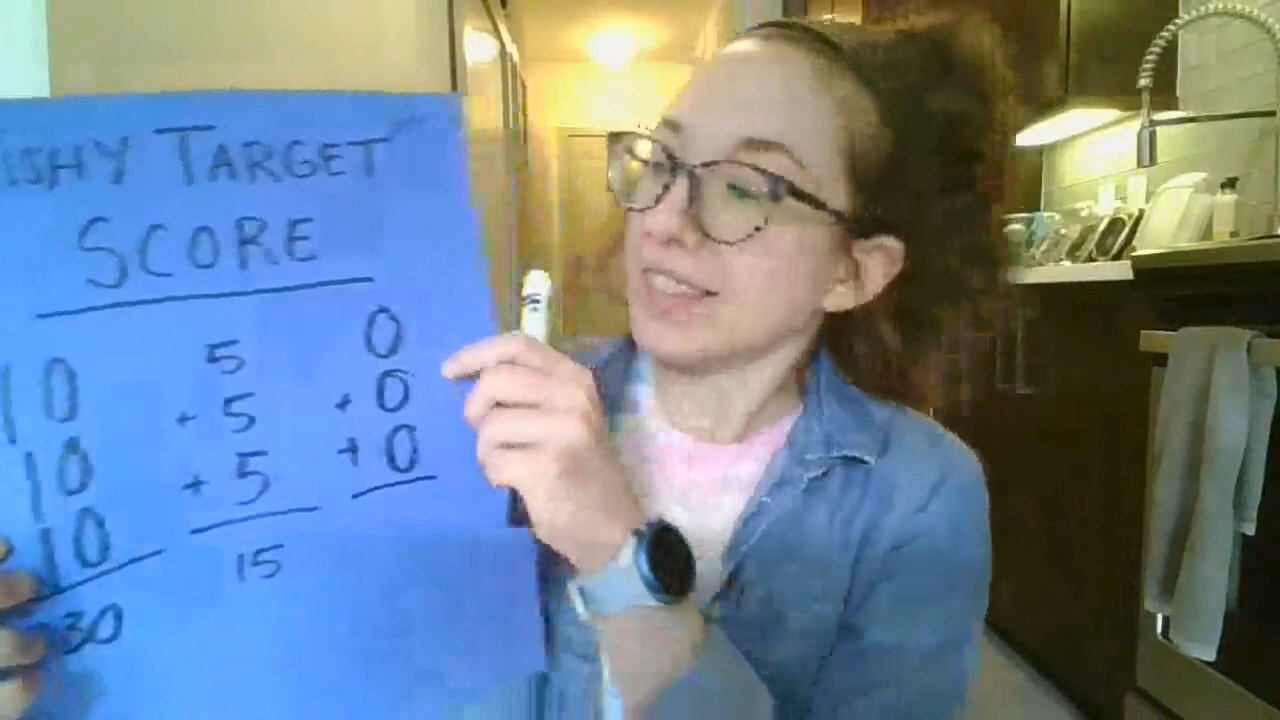 ISHY TARGET
SCORE
10 5 0
10 + 5 + 0
10 + 5 + 0
30 15